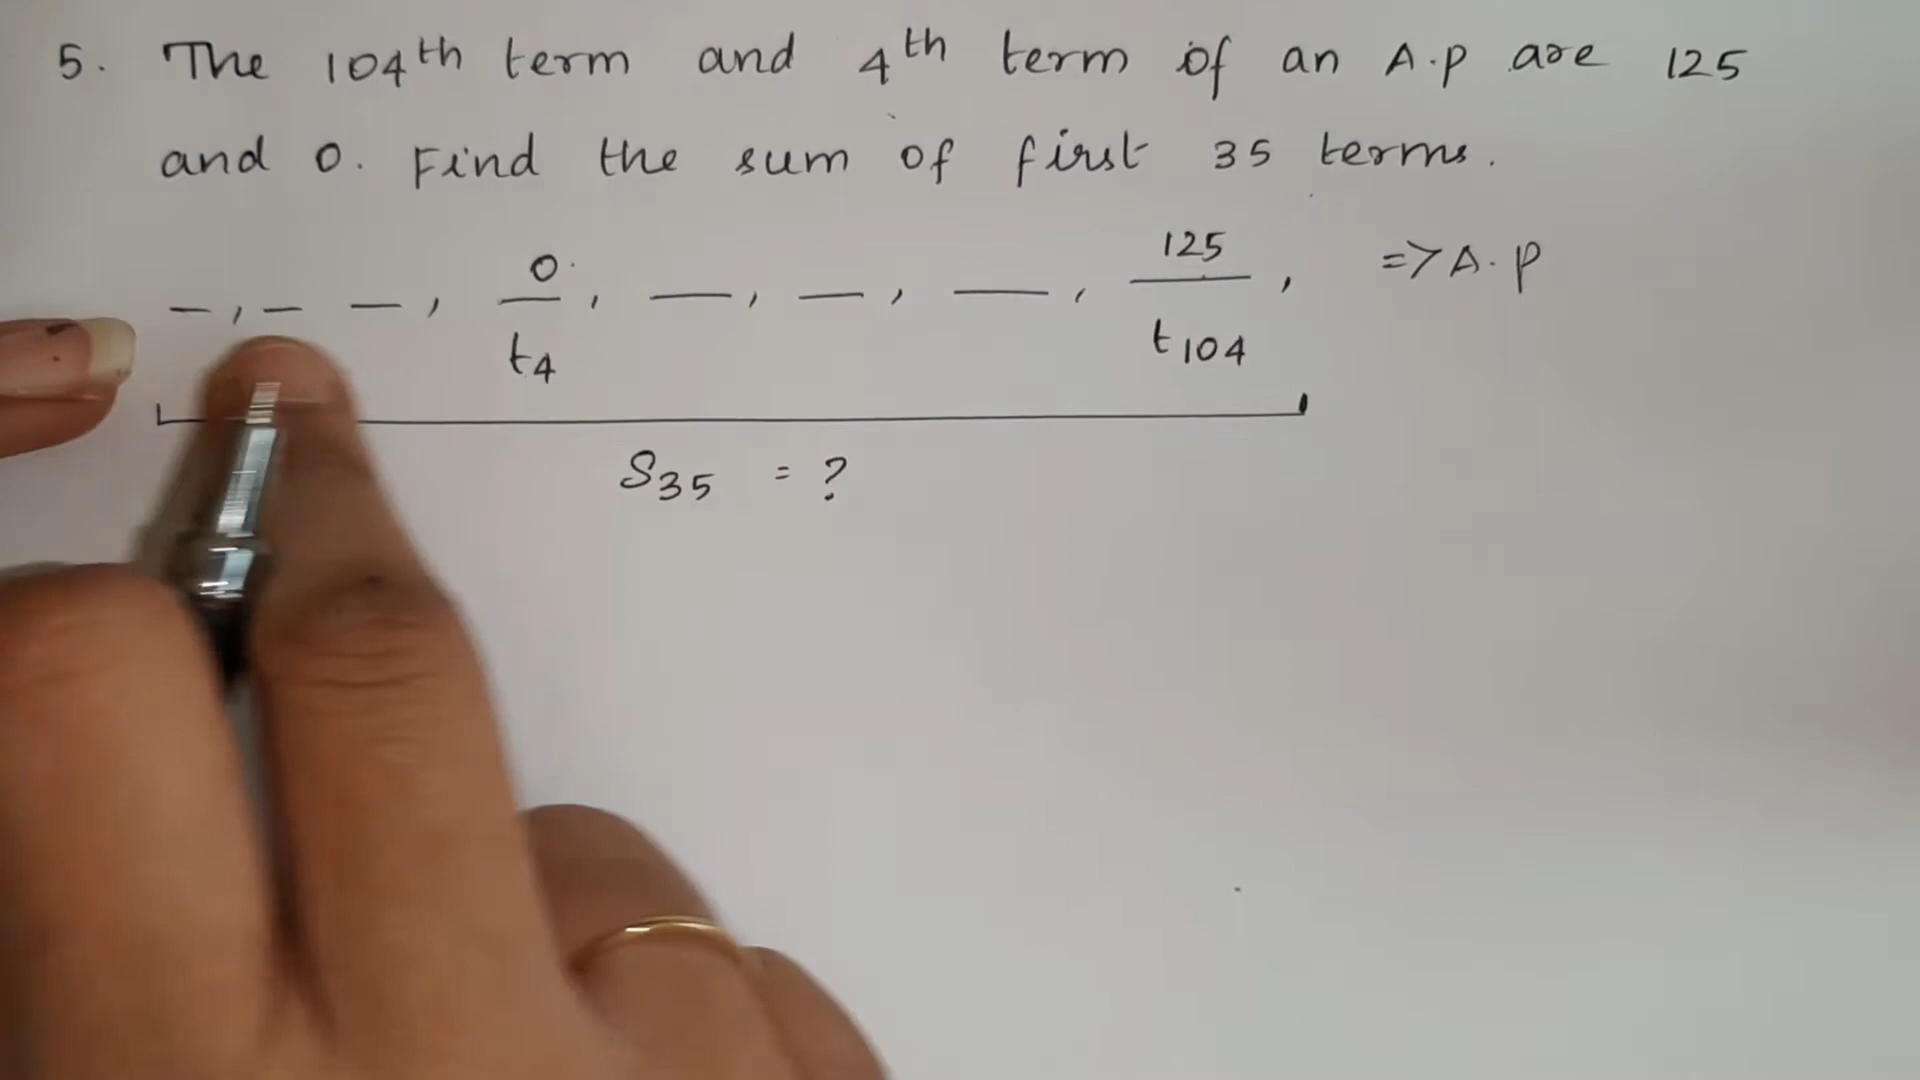 5. The 104th term and 4th term of an A.P are 125
and 0. Find the sum of first 35 terms.
_, _ _, 0, _, _, _, 125, => A.P
t4 t104
S35 = ?